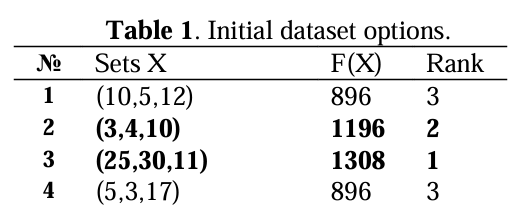 Table 1. Initial dataset options.
№ Sets X F(X) Rank
1 (10,5,12) 896 3
2 (3,4,10) 1196 2
3 (25,30,11) 1308 1
4 (5,3,17) 896 3